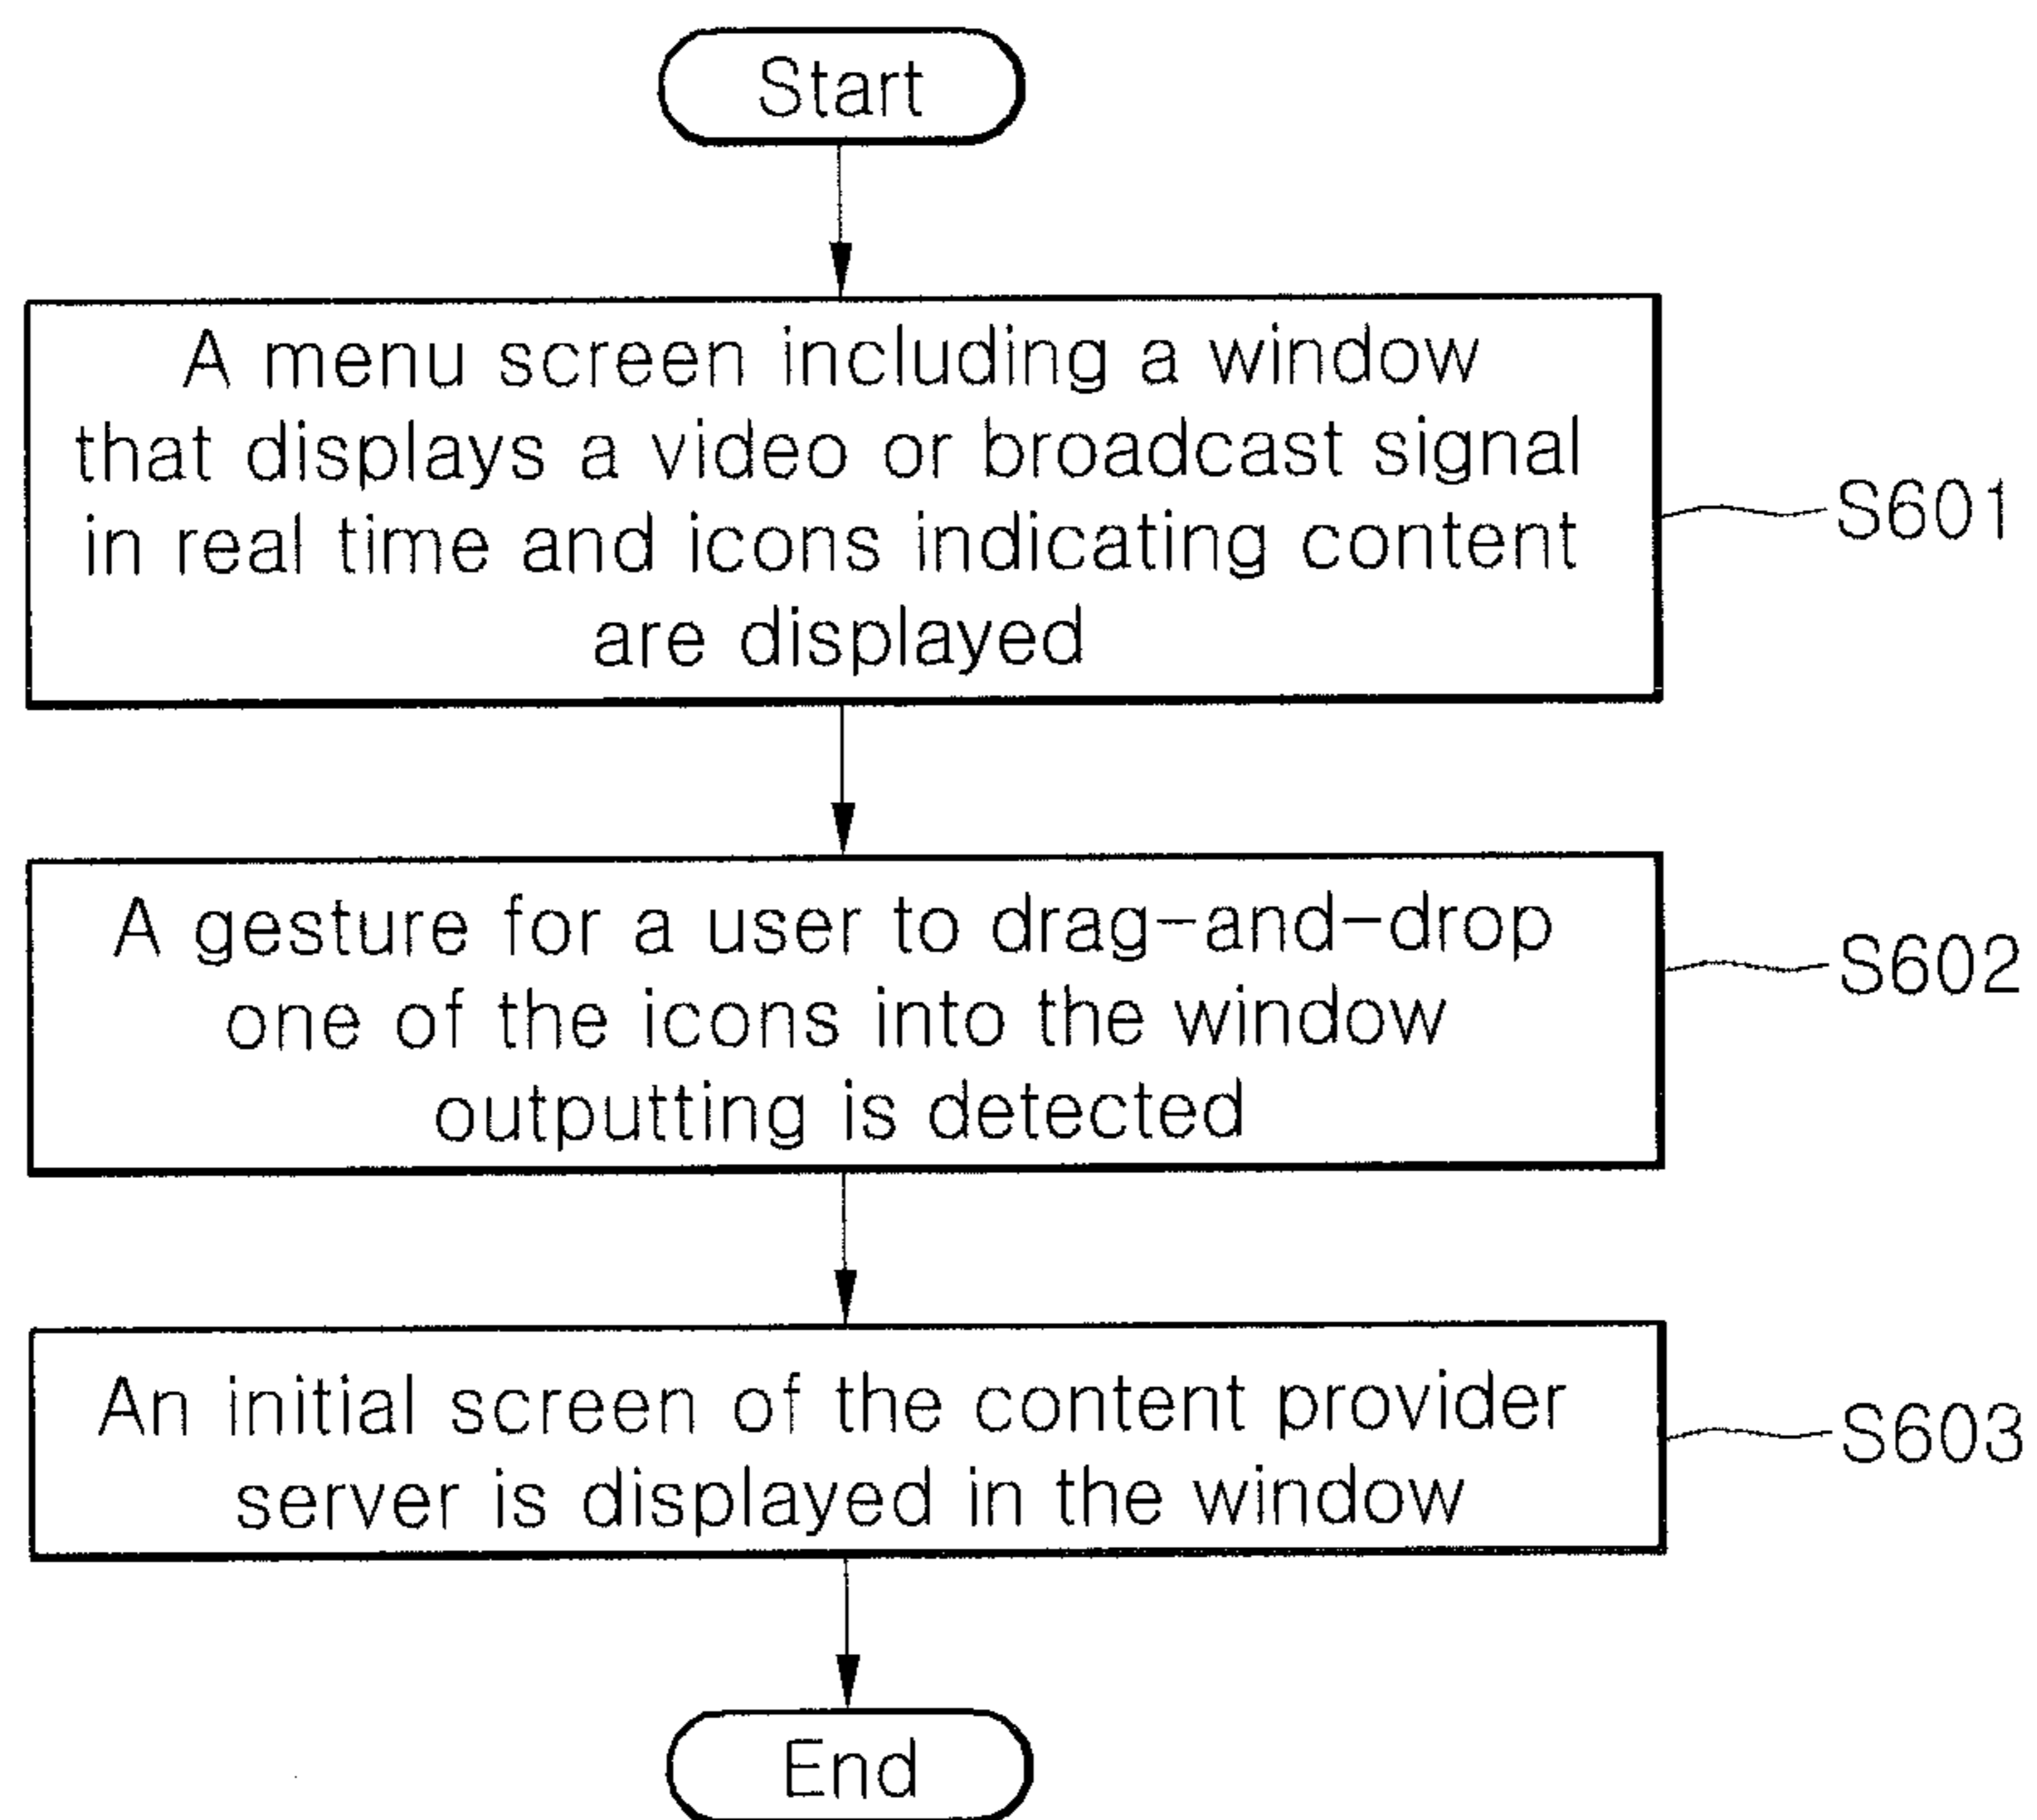 Start
A menu screen including a window
that displays a video or broadcast signal
in real time and icons indicating content
are displayed
S601
A gesture for a user to drag-and-drop
one of the icons into the window
outputting is detected
S602
An initial screen of the content provider
server is displayed in the window
S603
End